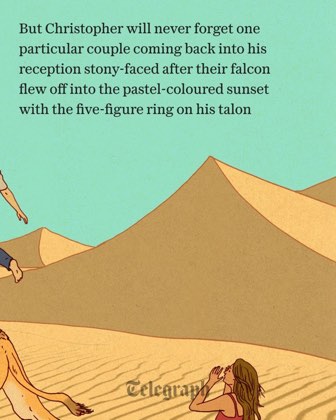 But Christopher will never forget one
particular couple coming back into his
reception stony-faced after their falcon
flew off into the pastel-coloured sunset
with the five-figure ring on his talon
Telegraph